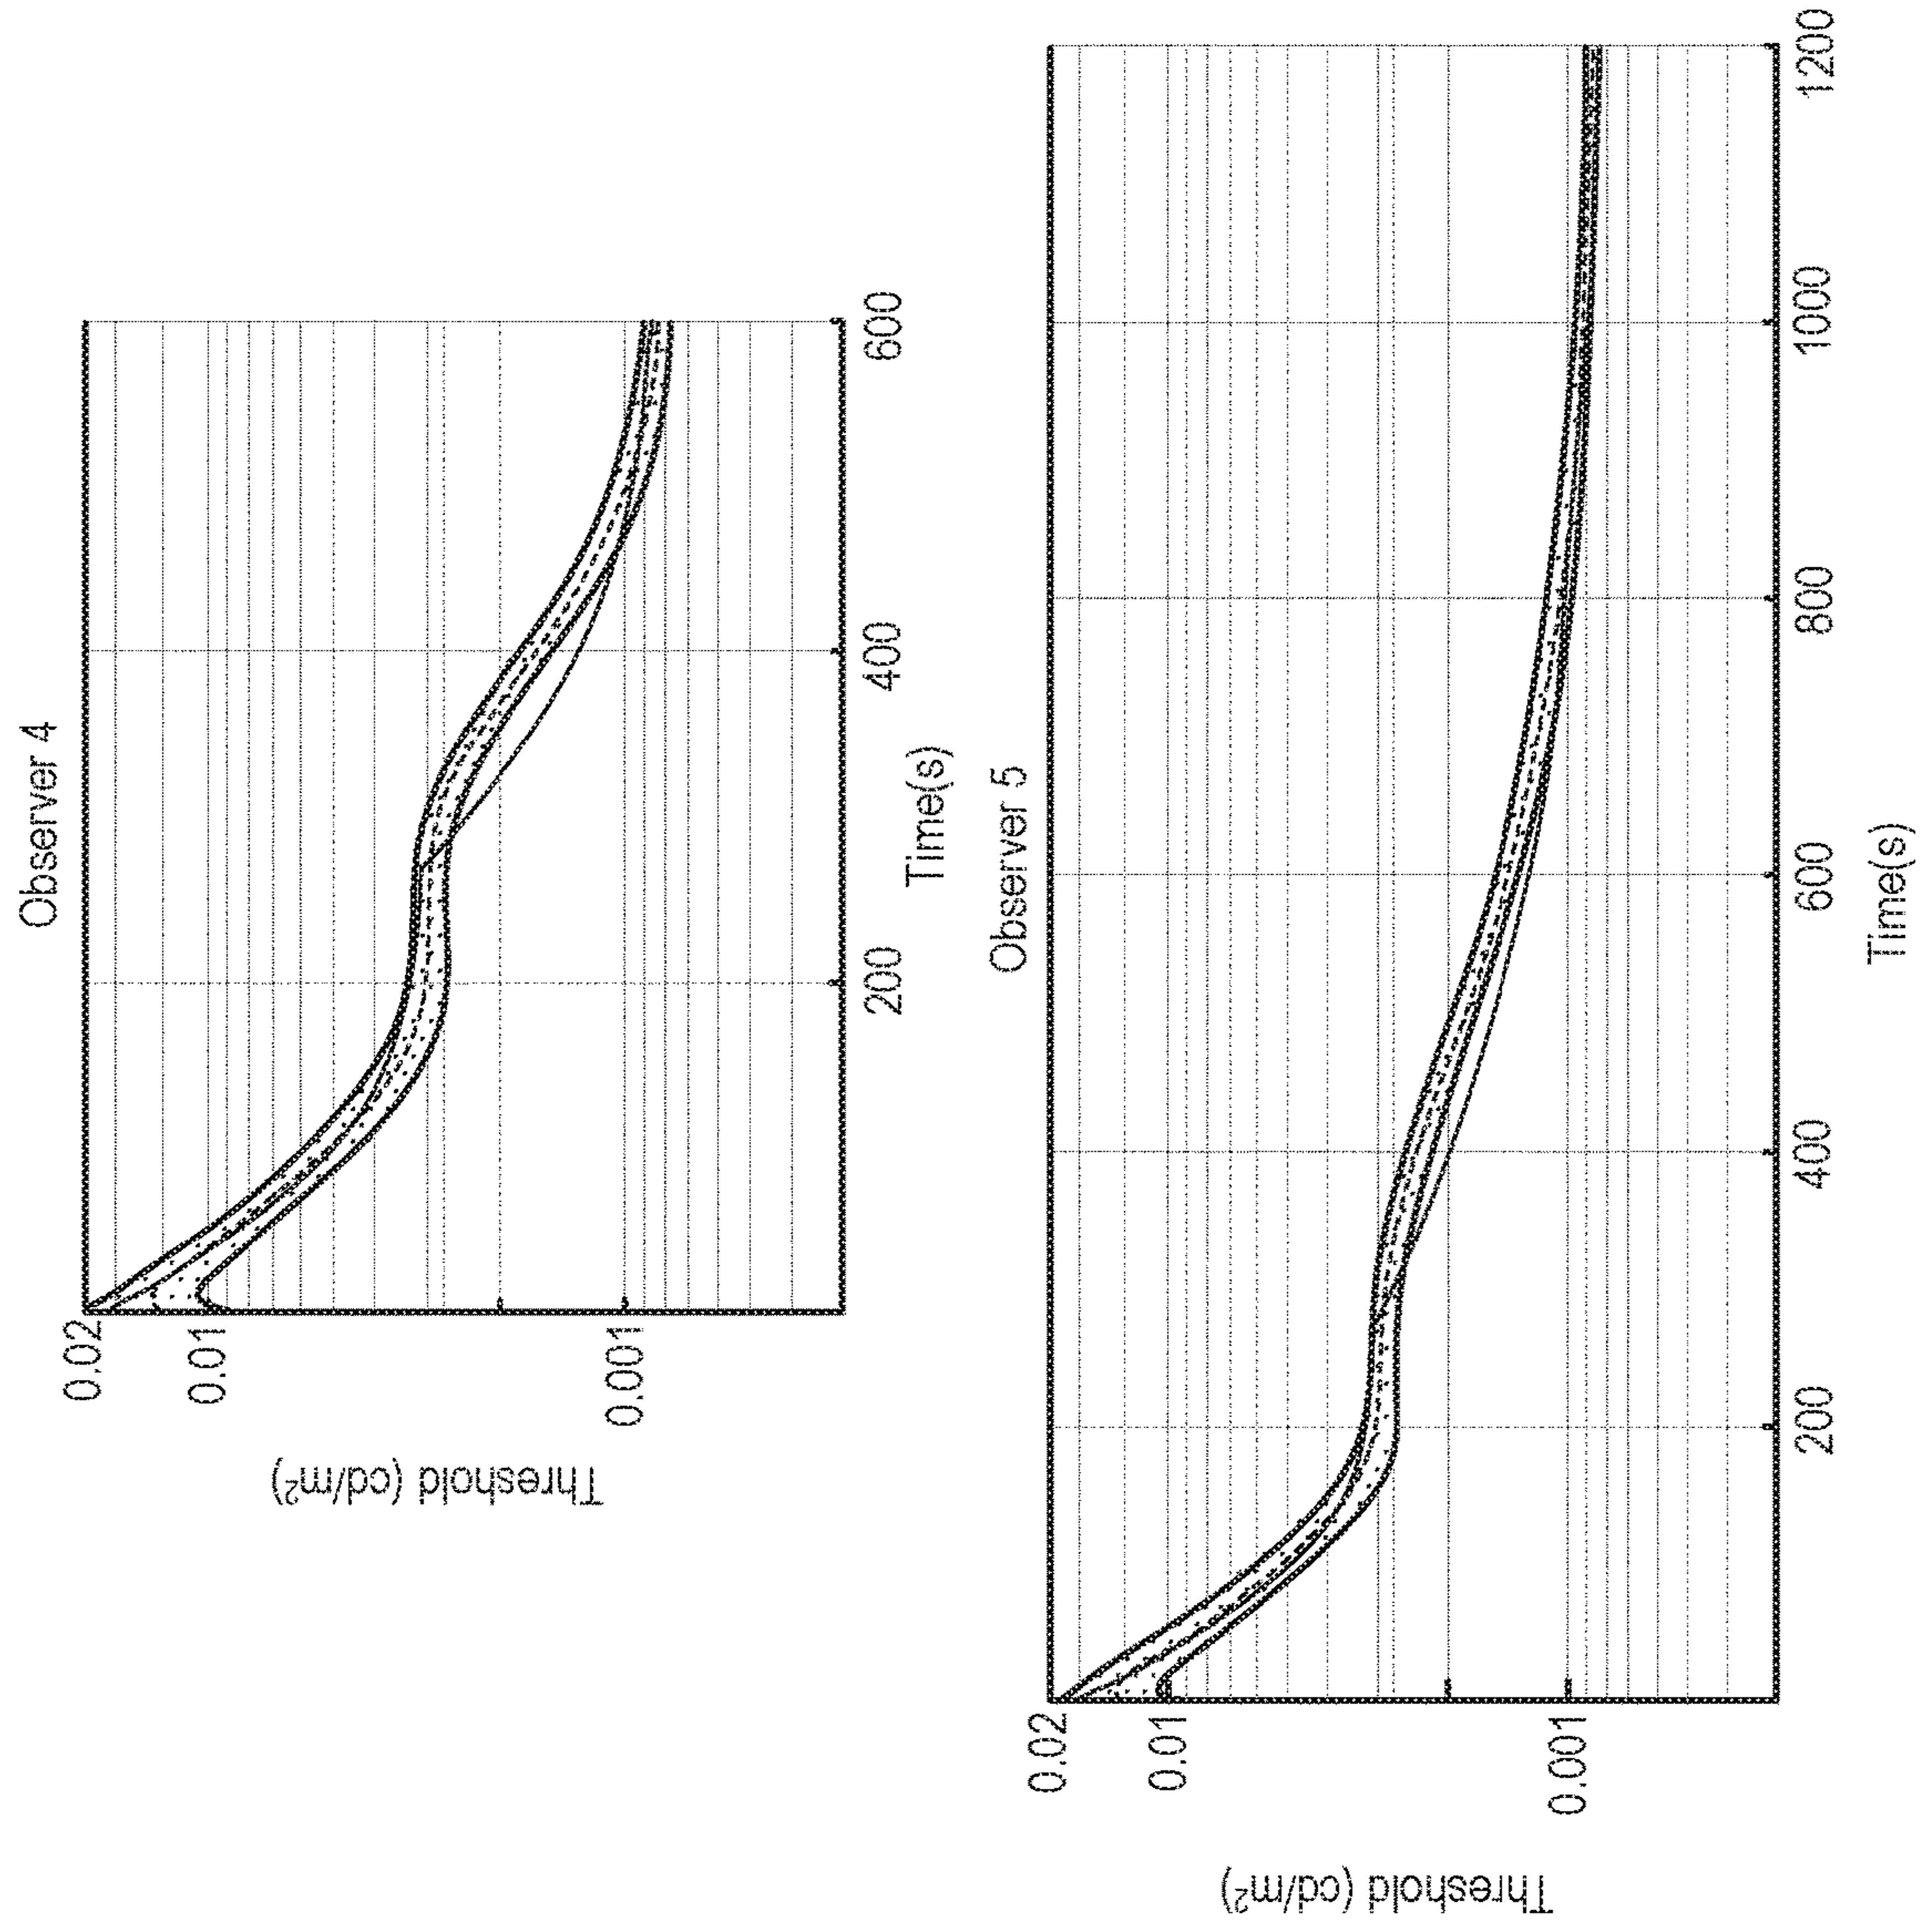 Observer 4
0.02
0.01
0.001
Threshold (cd/m²)
200
400
600
Time(s)
Observer 5
0.02
0.01
0.001
Threshold (cd/m²)
200
400
600
800
1000
1200
Time(s)